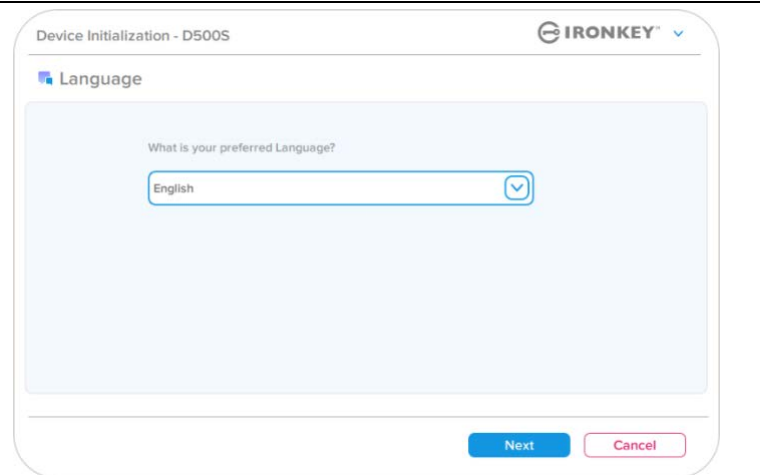 Device Initialization - D500S
IRONKEY™
Language
What is your preferred Language?
English
Next
Cancel